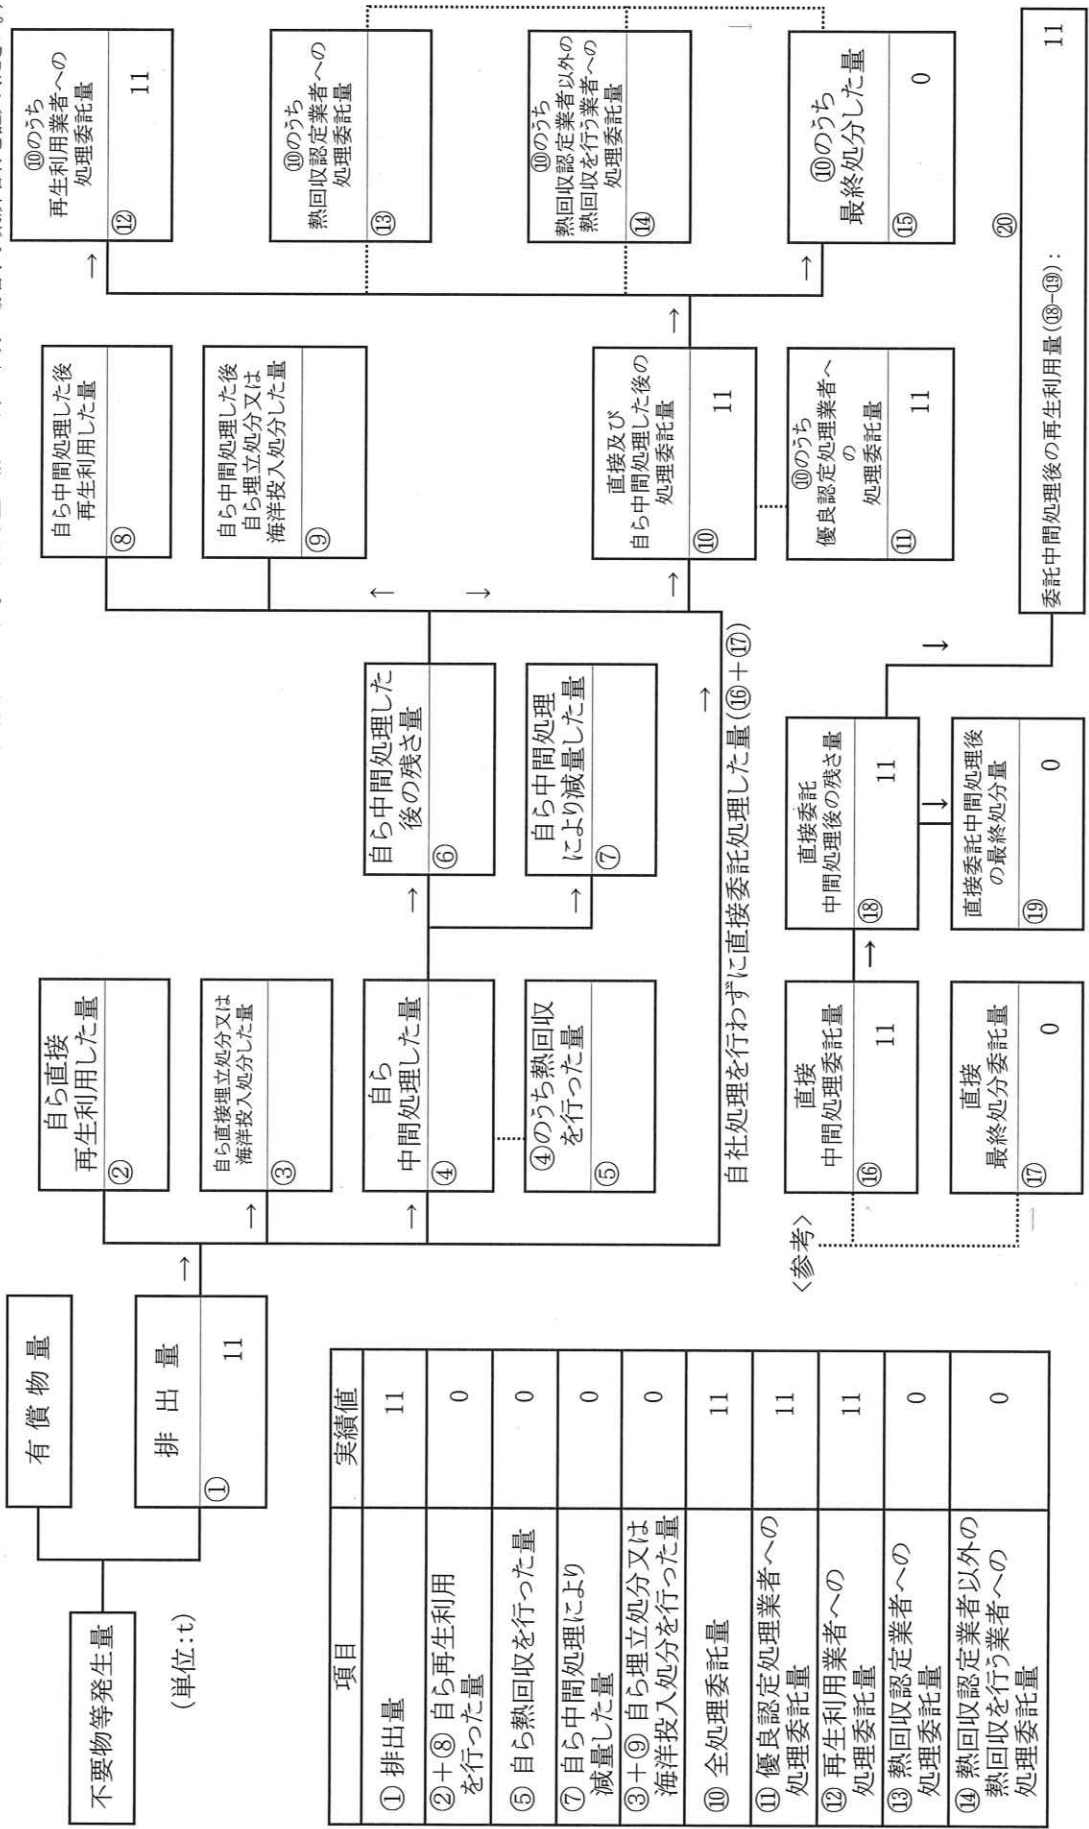 不要物等発生量
(単位:t)
有償物量
排出量
①
11
→
自ら直接
再生利用した量
②
→
自ら直接埋立処分又は
海洋投入処分した量
③
→
自ら
中間処理した量
④
④のうち熱回収
を行った量
⑤
→
自ら中間処理した
後の残さ量
⑥
→
自ら中間処理
により減量した量
⑦
自ら中間処理した後
再生利用した量
⑧
自ら中間処理した後
自ら埋立処分又は
海洋投入処分した量
⑨
↑
↓
→
直接及び
自ら中間処理した後の
処理委託量
⑩
11
⑩のうち
優良認定処理業者へ
の
処理委託量
⑪
11
→
→
⑩のうち
再生利用業者への
処理委託量
⑫
11
⑩のうち
熱回収認定業者への
処理委託量
⑬
⑩のうち
熱回収認定業者以外の
熱回収を行う業者への
処理委託量
⑭
→
⑩のうち
最終処分した量
⑮
0
→
自社処理を行わずに直接委託処理した量(⑯+⑰)
<参考>
直接
中間処理委託量
⑯
11
→
直接
最終処分委託量
⑰
0
直接委託
中間処理後の残さ量
⑱
11
↓
直接委託中間処理後
の最終処分量
⑲
0
↓
⑳
委託中間処理後の再生利用量(⑱-⑲):
11
項目 実績値
① 排出量 11
②+⑧ 自ら再生利用
を行った量 0
⑤ 自ら熱回収を行った量 0
⑦ 自ら中間処理により
減量した量 0
③+⑨ 自ら埋立処分又は
海洋投入処分を行った量 0
⑩ 全処理委託量 11
⑪ 優良認定処理業者への
処理委託量 11
⑫ 再生利用業者への
処理委託量 11
⑬ 熱回収認定業者への
処理委託量 0
⑭ 熱回収認定業者以外の
熱回収を行う業者への
処理委託量 0